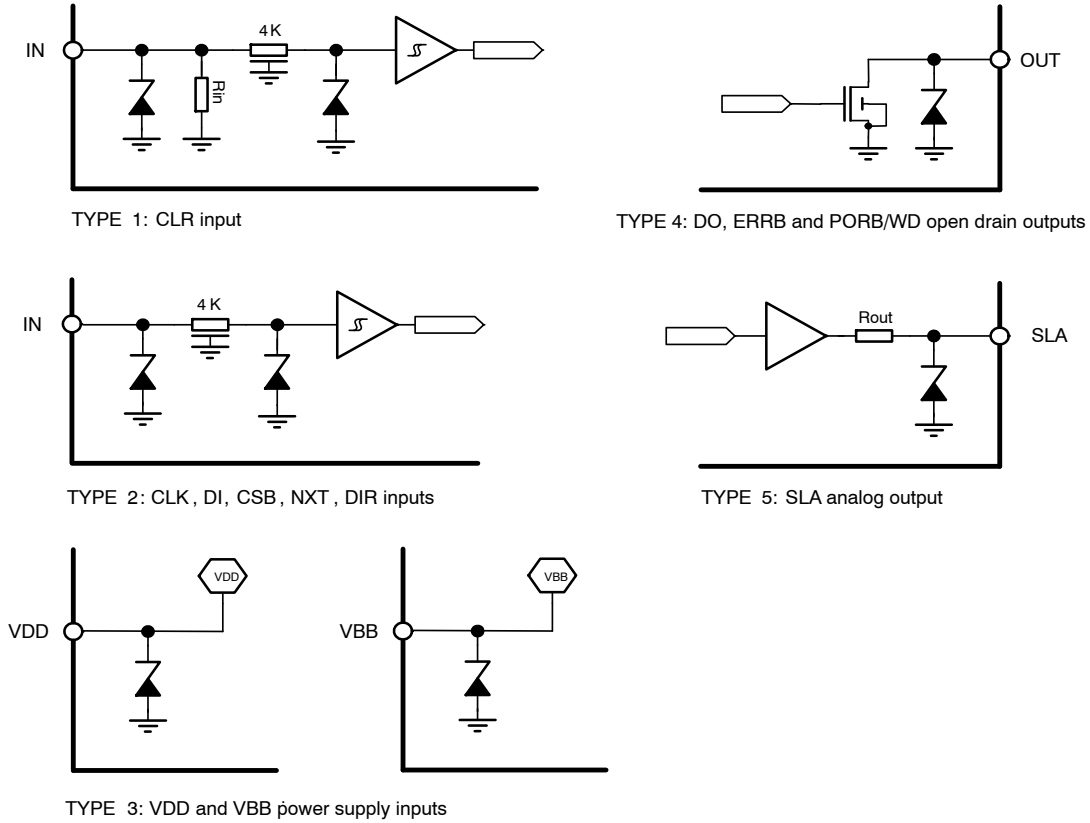 4 K
IN
Rin
TYPE 1: CLR input
OUT
TYPE 4: DO, ERRB and PORB/WD open drain outputs
4 K
IN
TYPE 2: CLK, DI, CSB, NXT, DIR inputs
Rout
SLA
TYPE 5: SLA analog output
VDD
VDD
VBB
VBB
TYPE 3: VDD and VBB power supply inputs